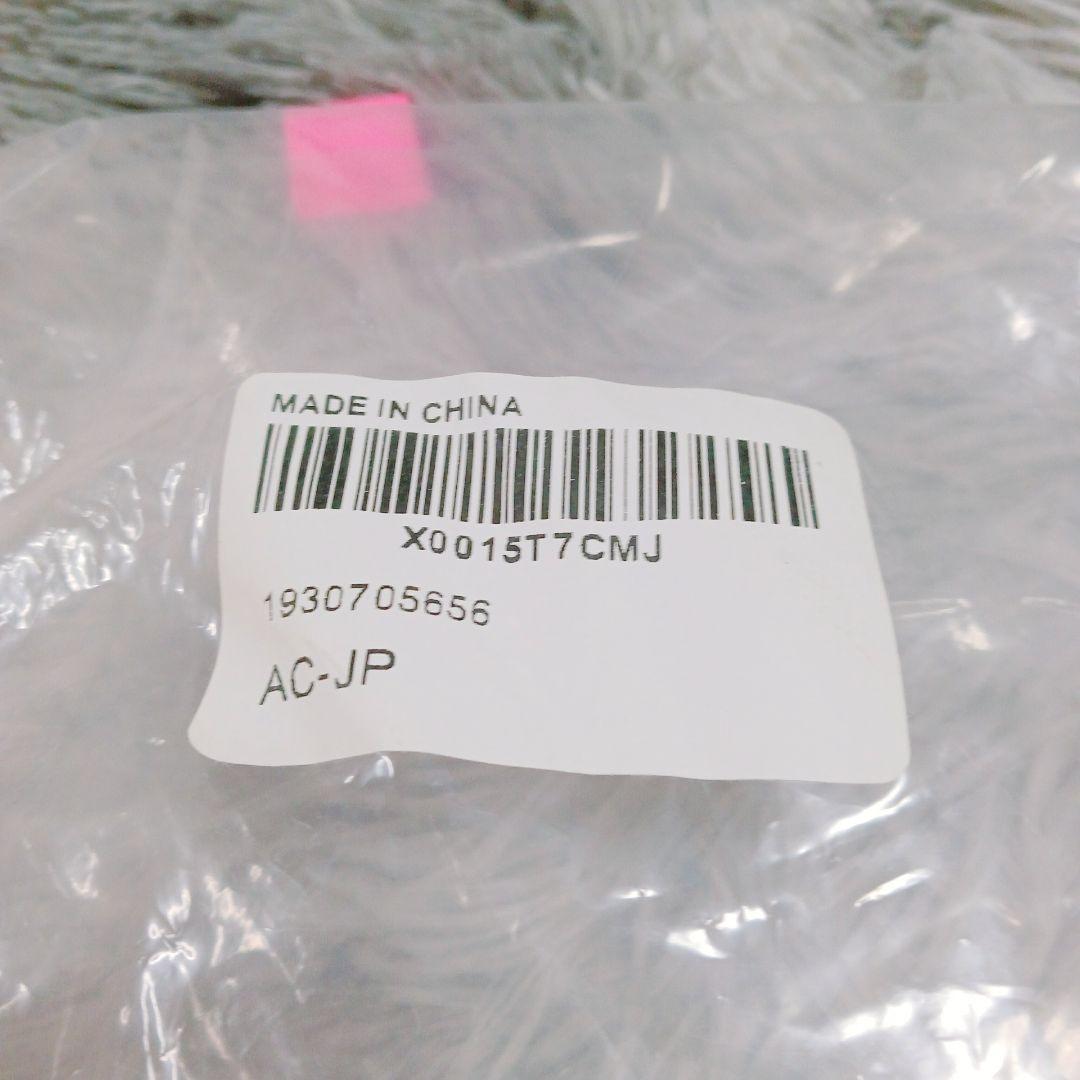 MADE IN CHINA
X0015T7CMJ
1930705656
AC-JP